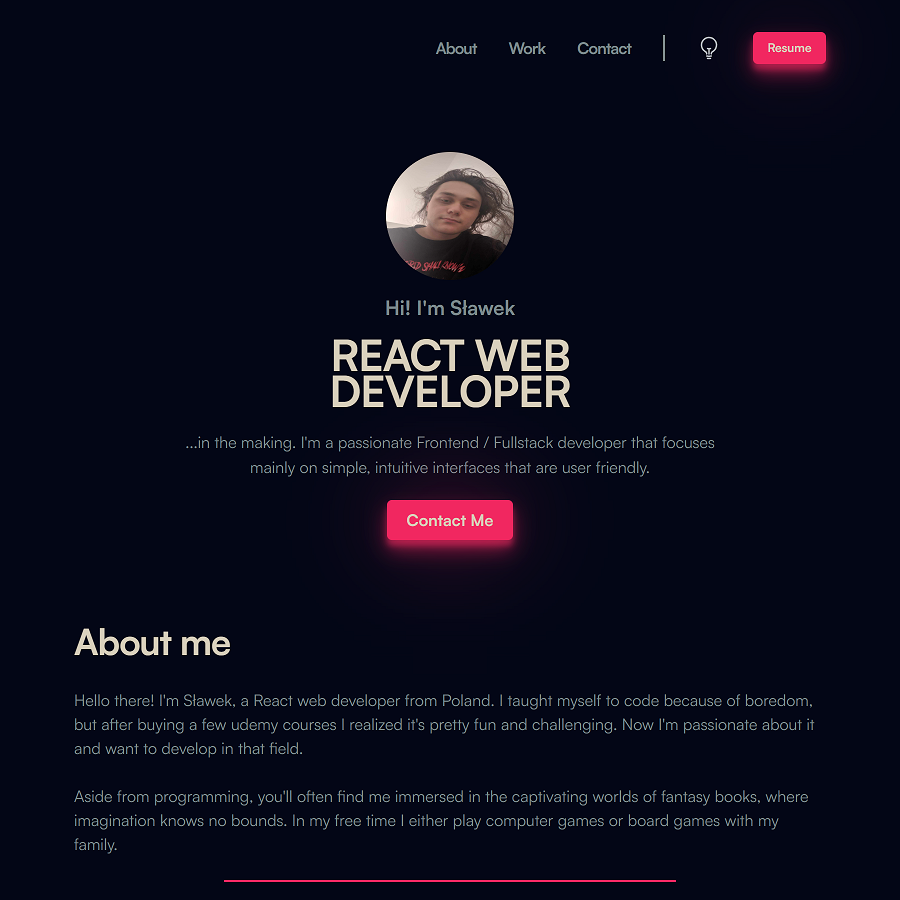 About Work Contact Resume
Hi! I'm Sławek
REACT WEB
DEVELOPER
...in the making. I'm a passionate Frontend / Fullstack developer that focuses
mainly on simple, intuitive interfaces that are user friendly.
Contact Me
About me
Hello there! I'm Sławek, a React web developer from Poland. I taught myself to code because of boredom,
but after buying a few udemy courses I realized it's pretty fun and challenging. Now I'm passionate about it
and want to develop in that field.
Aside from programming, you'll often find me immersed in the captivating worlds of fantasy books, where
imagination knows no bounds. In my free time I either play computer games or board games with my
family.